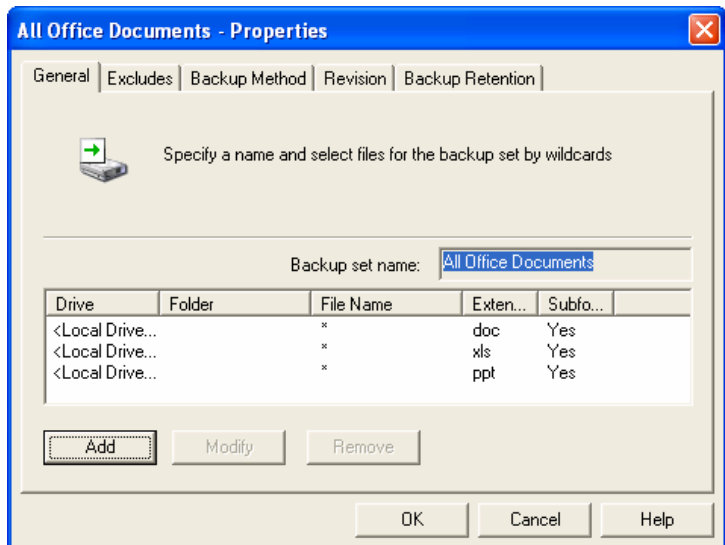 All Office Documents - Properties
General Excludes Backup Method Revision Backup Retention
Specify a name and select files for the backup set by wildcards
Backup set name: All Office Documents
Drive Folder File Name Exten... Subfo...
<Local Drive... * doc Yes
<Local Drive... * xls Yes
<Local Drive... * ppt Yes
Add Modify Remove
OK Cancel Help